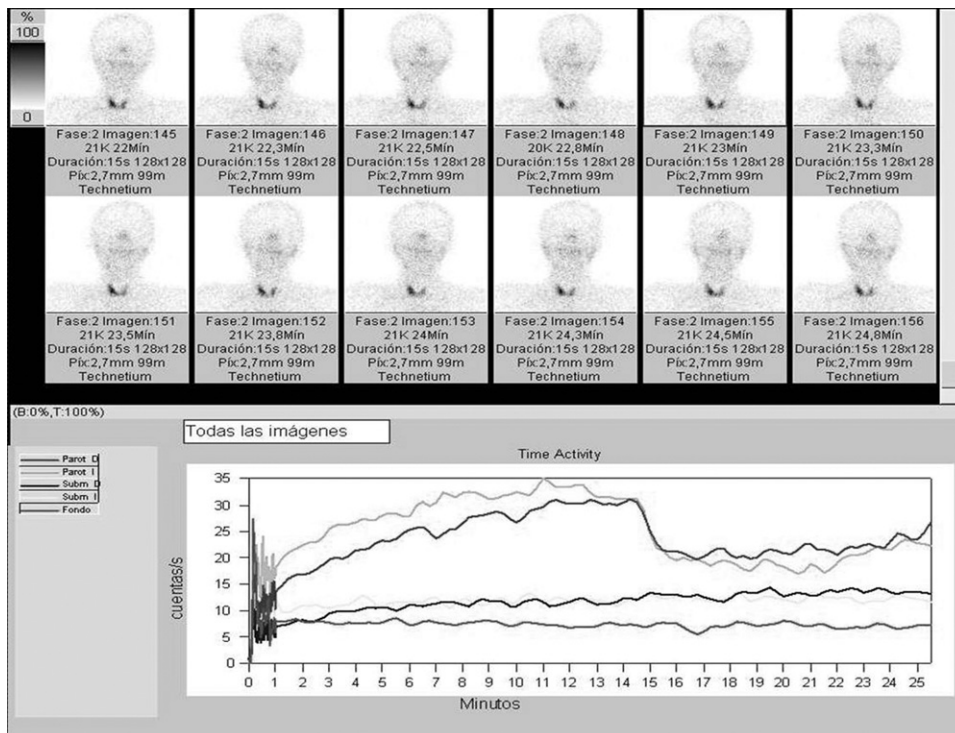 %
100
0
Fase:2 Imagen:145
21K 22Mín
Duración:15s 128x128
Píx:2,7mm 99m
Technetium
Fase:2 Imagen:146
21K 22,3Mín
Duración:15s 128x128
Píx:2,7mm 99m
Technetium
Fase:2 Imagen:147
21K 22,5Mín
Duración:15s 128x128
Píx:2,7mm 99m
Technetium
Fase:2 Imagen:148
20K 22,8Mín
Duración:15s 128x128
Píx:2,7mm 99m
Technetium
Fase:2 Imagen:149
21K 23Mín
Duración:15s 128x128
Píx:2,7mm 99m
Technetium
Fase:2 Imagen:150
21K 23,3Mín
Duración:15s 128x128
Píx:2,7mm 99m
Technetium
Fase:2 Imagen:151
21K 23,5Mín
Duración:15s 128x128
Píx:2,7mm 99m
Technetium
Fase:2 Imagen:152
21K 23,8Mín
Duración:15s 128x128
Píx:2,7mm 99m
Technetium
Fase:2 Imagen:153
21K 24Mín
Duración:15s 128x128
Píx:2,7mm 99m
Technetium
Fase:2 Imagen:154
21K 24,3Mín
Duración:15s 128x128
Píx:2,7mm 99m
Technetium
Fase:2 Imagen:155
21K 24,5Mín
Duración:15s 128x128
Píx:2,7mm 99m
Technetium
Fase:2 Imagen:156
21K 24,8Mín
Duración:15s 128x128
Píx:2,7mm 99m
Technetium
(B:0%,T:100%)
Todas las imágenes
Parot D
Parot I
Subm D
Subm I
Fondo
Time Activity
cuentas/s
35
30
25
20
15
10
5
0
0 1 2 3 4 5 6 7 8 9 10 11 12 13 14 15 16 17 18 19 20 21 22 23 24 25
Minutos